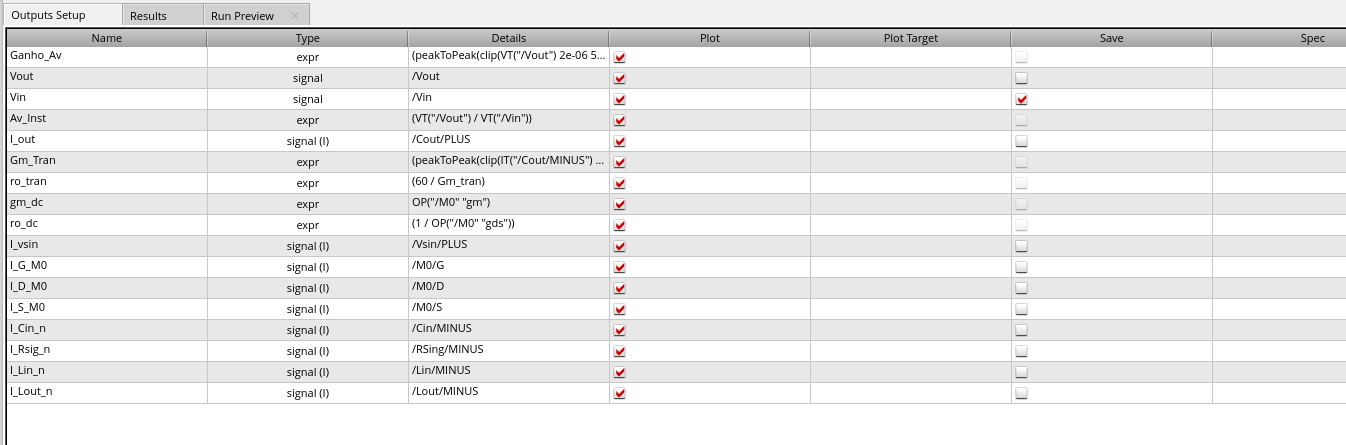 Outputs Setup Results Run Preview
Name Type Details Plot Plot Target Save Spec
Ganho_Av expr (peakToPeak(clip(VT("/Vout") 2e-06 5...
Vout signal /Vout
Vin signal /Vin
Av_Inst expr (VT("/Vout") / VT("/Vin"))
I_out signal (I) /Cout/PLUS
Gm_Tran expr (peakToPeak(clip(IT("/Cout/MINUS") ...
ro_tran expr (60 / Gm_tran)
gm_dc expr OP("/M0" "gm")
ro_dc expr (1 / OP("/M0" "gds"))
I_vsin signal (I) /Vsin/PLUS
I_G_M0 signal (I) /M0/G
I_D_M0 signal (I) /M0/D
I_S_M0 signal (I) /M0/S
I_Cin_n signal (I) /Cin/MINUS
I_Rsig_n signal (I) /RSing/MINUS
I_Lin_n signal (I) /Lin/MINUS
I_Lout_n signal (I) /Lout/MINUS